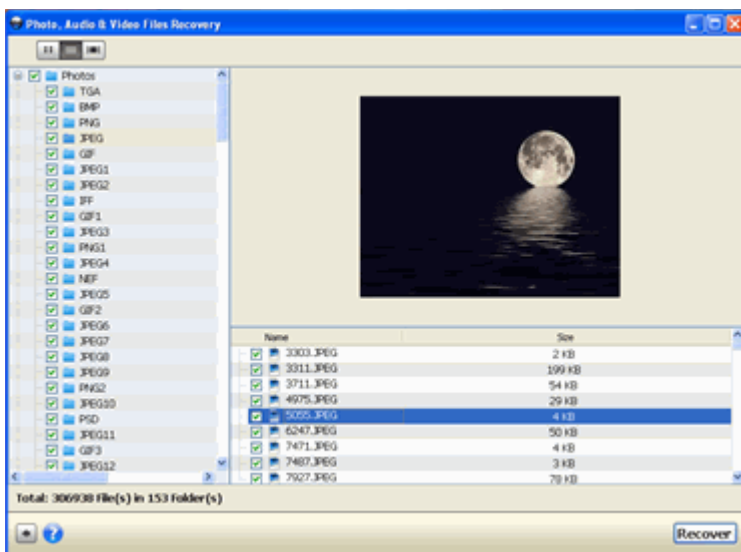 Photo, Audio & Video Files Recovery
Photos
TGA
BMP
PNG
JPEG
GIF
JPEG1
JPEG2
IFF
GIF1
JPEG3
PNG1
JPEG4
NEF
JPEG5
GIF2
JPEG6
JPEG7
JPEG8
JPEG9
PNG2
JPEG10
PSD
JPEG11
GIF3
JPEG12
Name Size
3303.JPEG 2 KB
3311.JPEG 199 KB
3711.JPEG 54 KB
4975.JPEG 29 KB
5055.JPEG 4 KB
6247.JPEG 50 KB
7471.JPEG 4 KB
7487.JPEG 3 KB
7927.JPEG 78 KB
Total: 306938 File(s) in 153 Folder(s)
Recover